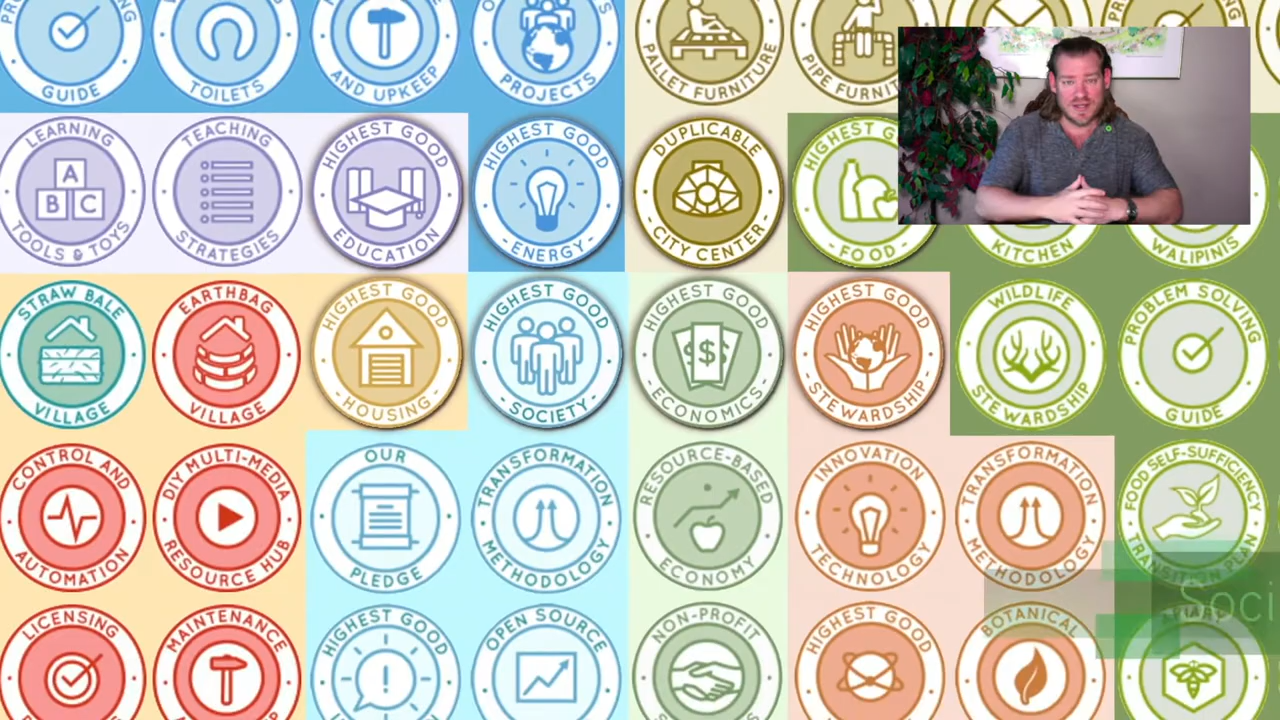 GUIDE
TOILETS
AND UPKEEP
PROJECTS
PALLET FURNITURE
LEARNING
A
B C
TOOLS & TOYS
TEACHING
STRATEGIES
HIGHEST GOOD
EDUCATION
HIGHEST GOOD
ENERGY
DUPLICABLE
CITY CENTER
HIGHEST
FOOD
KITCHEN
WALIPINIS
STRAW BALE
VILLAGE
EARTHBAG
VILLAGE
HIGHEST GOOD
HOUSING
HIGHEST GOOD
SOCIETY
HIGHEST GOOD
$$$
ECONOMICS
HIGHEST GOOD
STEWARDSHIP
WILDLIFE
STEWARDSHIP
PROBLEM SOLVING
GUIDE
CONTROL AND
AUTOMATION
DIY MULTI-MEDIA
RESOURCE HUB
OUR
PLEDGE
TRANSFORMATION
METHODOLOGY
RESOURCE-BASED
ECONOMY
INNOVATION
TECHNOLOGY
TRANSFORMATION
METHODOLOGY
FOOD SELF-SUFFICIENCY
TRANSITION PLAN
Soci
LICENSING
MAINTENANCE
HIGHEST GOOD
OPEN SOURCE
NON-PROFIT
HIGHEST GOOD
BOTANICAL